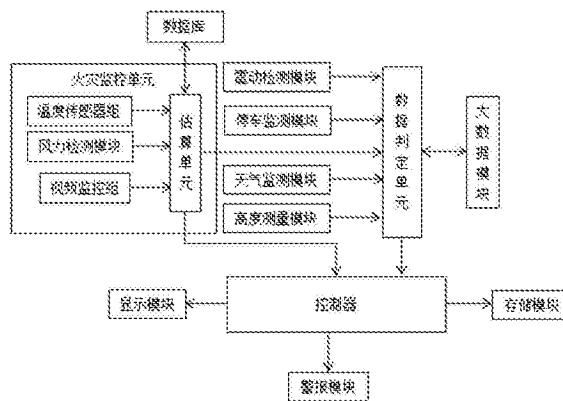 数据库
火灾监控单元
温度传感器组
风力检测模块
视频监控组
估算单元
震动检测模块
停车监测模块
天气监测模块
高度测量模块
数据判定单元
大数据模块
控制器
显示模块
存储模块
警报模块